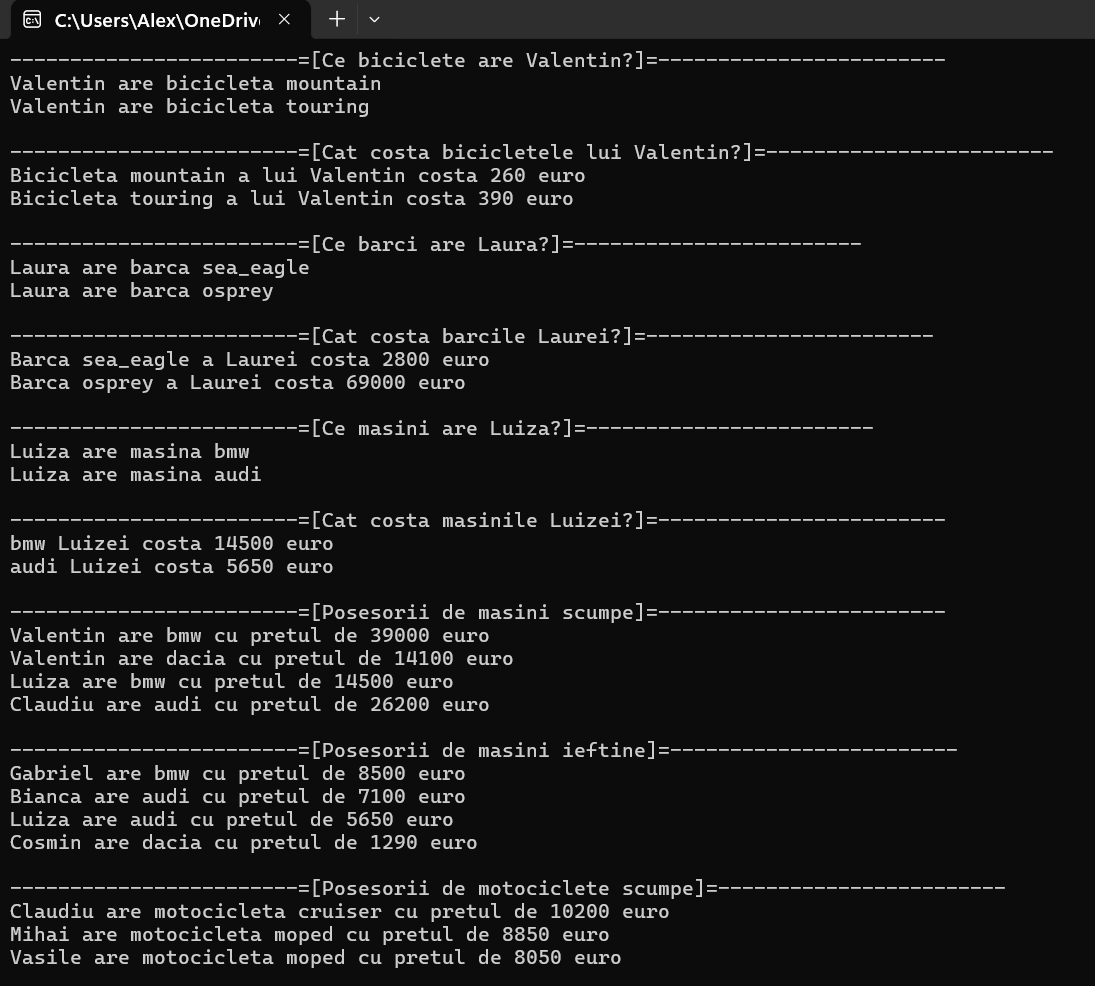 C:\Users\Alex\OneDriv
------------------------=[Ce biciclete are Valentin?]=------------------------
Valentin are bicicleta mountain
Valentin are bicicleta touring
------------------------=[Cat costa bicicletele lui Valentin?]=------------------------
Bicicleta mountain a lui Valentin costa 260 euro
Bicicleta touring a lui Valentin costa 390 euro
------------------------=[Ce barci are Laura?]=------------------------
Laura are barca sea_eagle
Laura are barca osprey
------------------------=[Cat costa barcile Laurei?]=------------------------
Barca sea_eagle a Laurei costa 2800 euro
Barca osprey a Laurei costa 69000 euro
------------------------=[Ce masini are Luiza?]=------------------------
Luiza are masina bmw
Luiza are masina audi
------------------------=[Cat costa masinile Luizei?]=------------------------
bmw Luizei costa 14500 euro
audi Luizei costa 5650 euro
------------------------=[Posesorii de masini scumpe]=------------------------
Valentin are bmw cu pretul de 39000 euro
Valentin are dacia cu pretul de 14100 euro
Luiza are bmw cu pretul de 14500 euro
Claudiu are audi cu pretul de 26200 euro
------------------------=[Posesorii de masini ieftine]=------------------------
Gabriel are bmw cu pretul de 8500 euro
Bianca are audi cu pretul de 7100 euro
Luiza are audi cu pretul de 5650 euro
Cosmin are dacia cu pretul de 1290 euro
------------------------=[Posesorii de motociclete scumpe]=------------------------
Claudiu are motocicleta cruiser cu pretul de 10200 euro
Mihai are motocicleta moped cu pretul de 8850 euro
Vasile are motocicleta moped cu pretul de 8050 euro